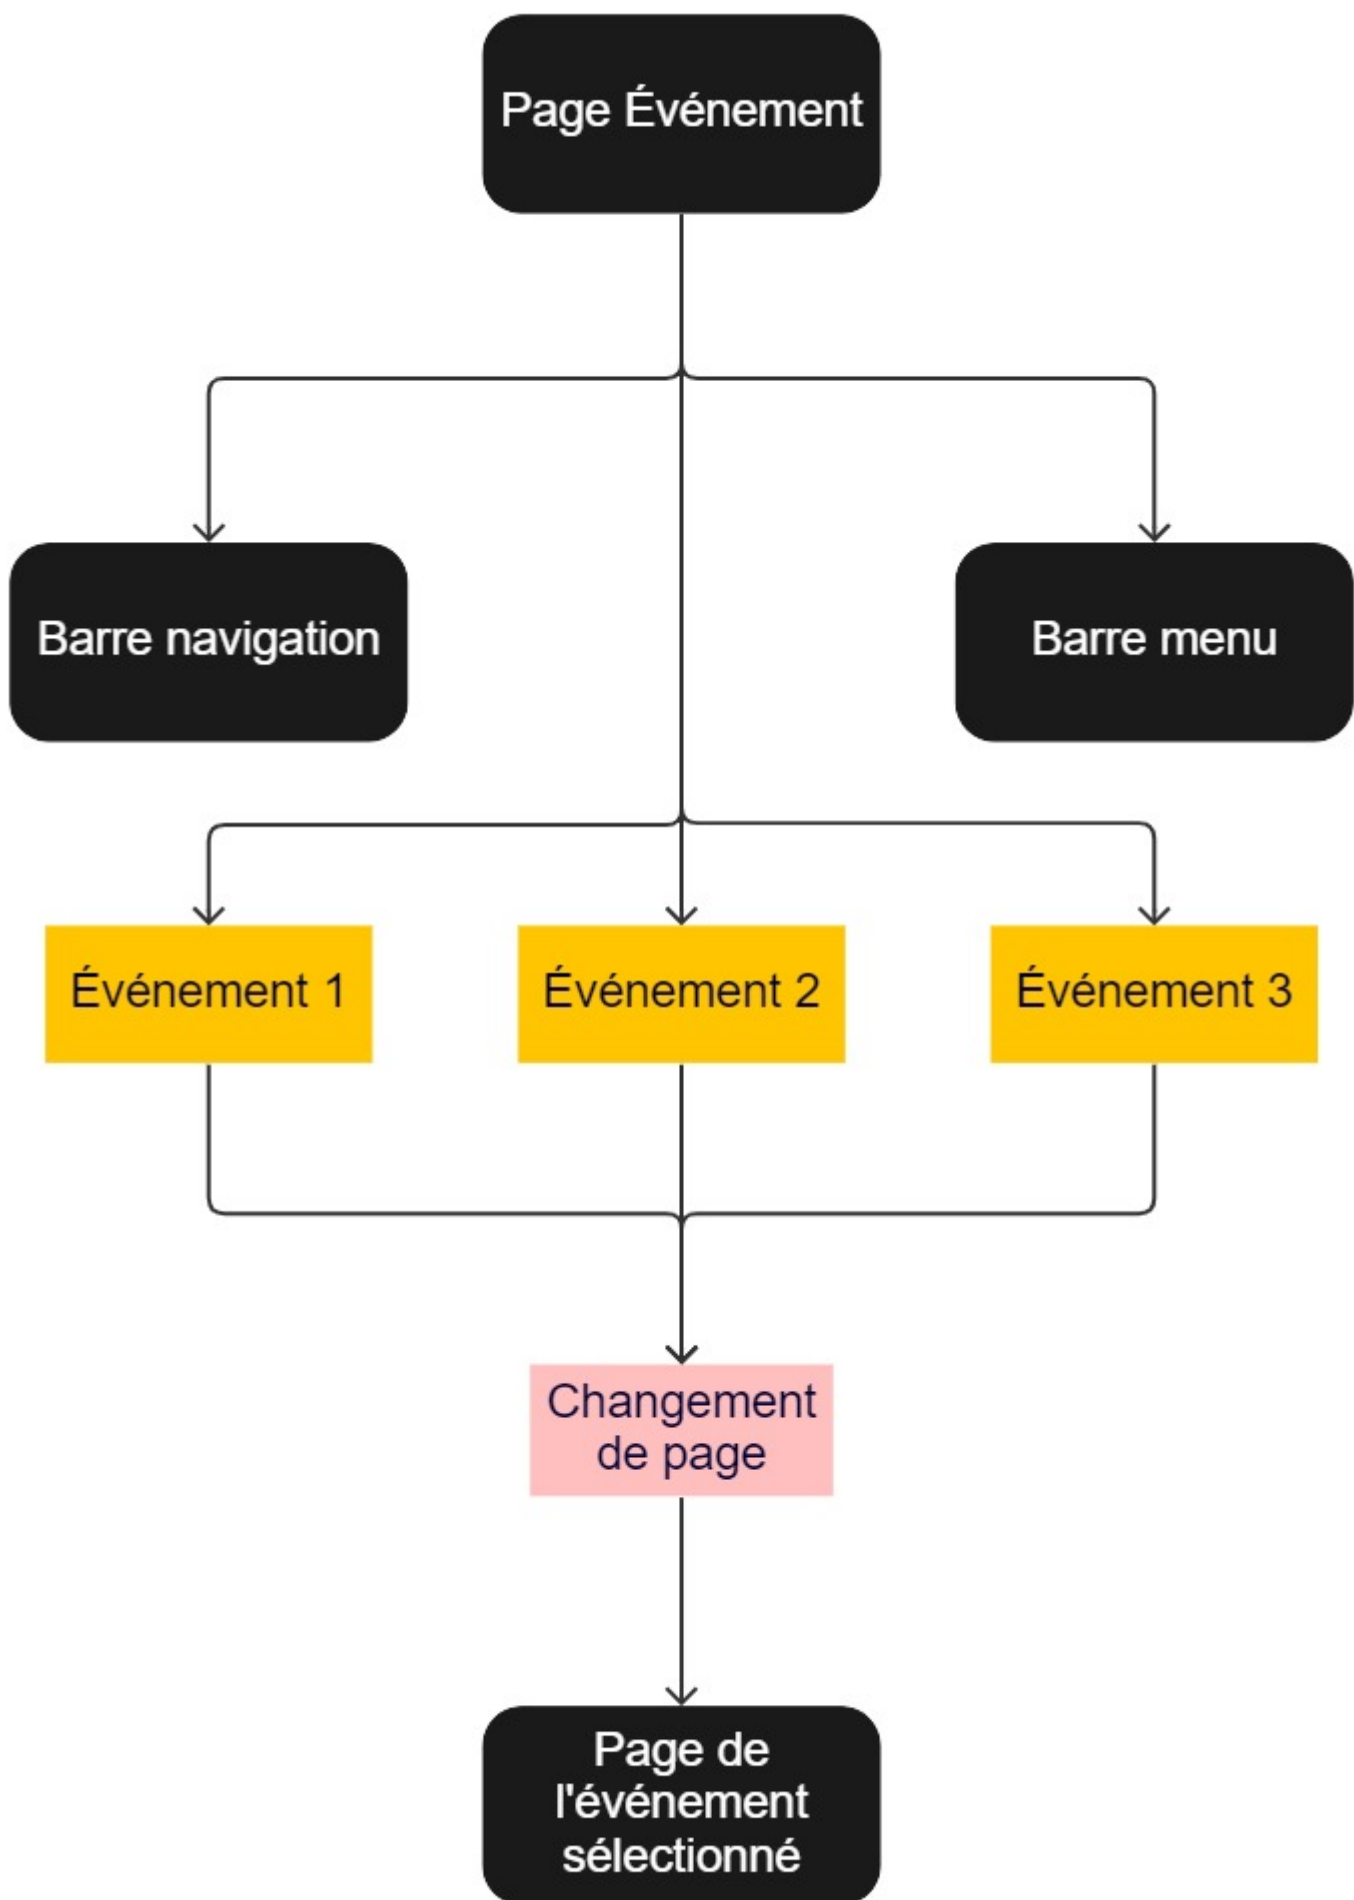 Page Événement
Barre navigation
Barre menu
Événement 1
Événement 2
Événement 3
Changement
de page
Page de
l'événement
sélectionné